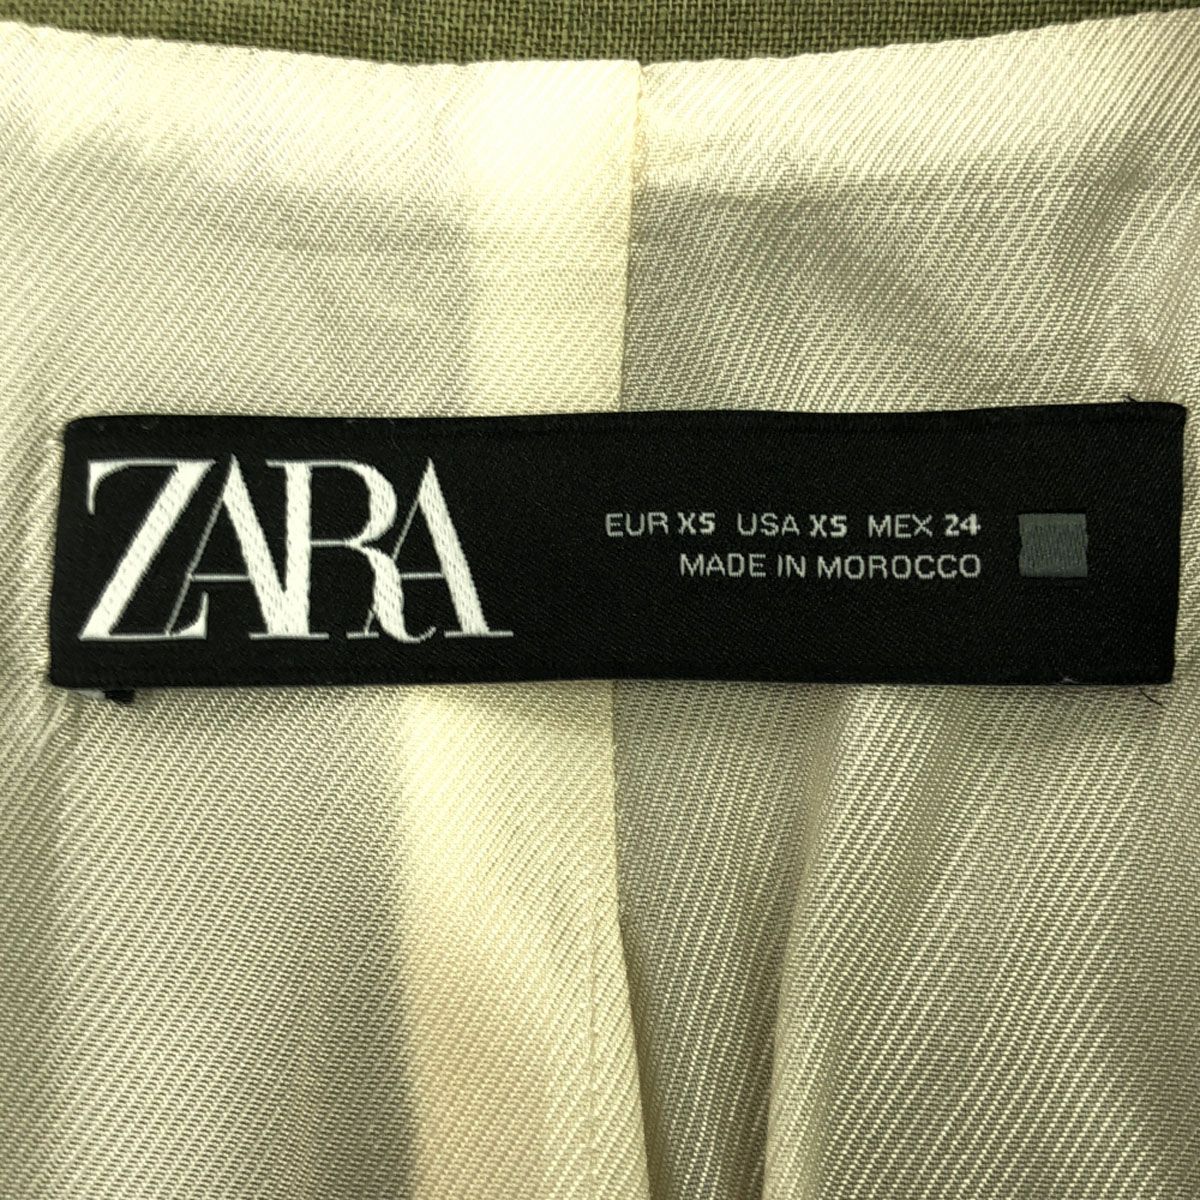 ZARA
EUR XS USA XS MEX 24
MADE IN MOROCCO